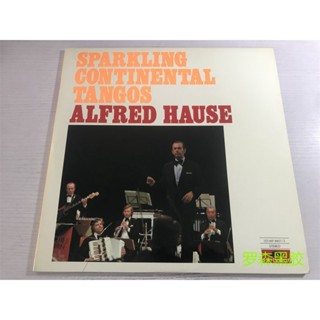 SPARKLING
CONTINENTAL
TANGOS
ALFRED HAUSE